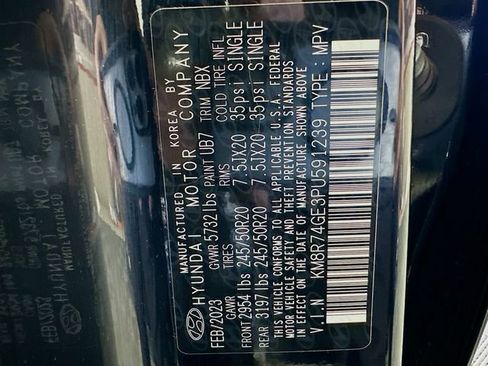 MANUFACTURED IN KOREA BY
HYUNDAI MOTOR COMPANY
FEB/2023 GVWR 5732 lbs PAINT UB7 TRIM NBX
GAWR TIRES RIMS COLD TIRE INFL
FRONT 2954 lbs 245/50R20 7.5JX20 35psi SINGLE
REAR 3197 lbs 245/50R20 7.5JX20 35psi SINGLE
THIS VEHICLE CONFORMS TO ALL APPLICABLE U.S.A. FEDERAL
MOTOR VEHICLE SAFETY AND THEFT PREVENTION STANDARDS
IN EFFECT ON THE DATE OF MANUFACTURE SHOWN ABOVE
V.I.N KM8R74GE3PU591239 TYPE : MPV